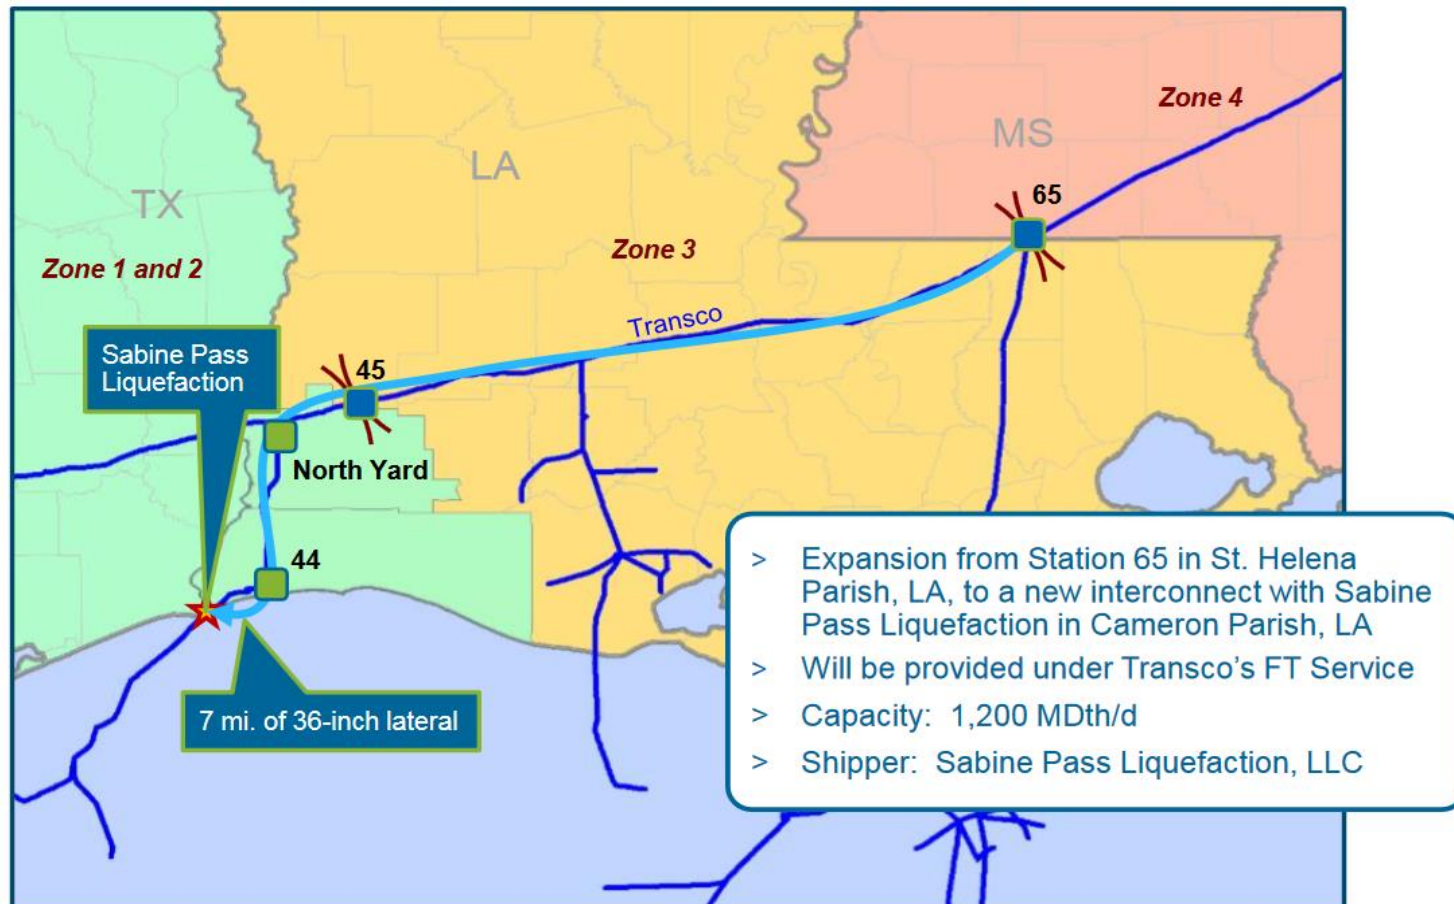 Zone 4
MS
LA
65
TX
Zone 3
Zone 1 and 2
Transco
Sabine Pass
Liquefaction
45
North Yard
44
7 mi. of 36-inch lateral
> Expansion from Station 65 in St. Helena
Parish, LA, to a new interconnect with Sabine
Pass Liquefaction in Cameron Parish, LA
> Will be provided under Transco's FT Service
> Capacity: 1,200 MDth/d
> Shipper: Sabine Pass Liquefaction, LLC